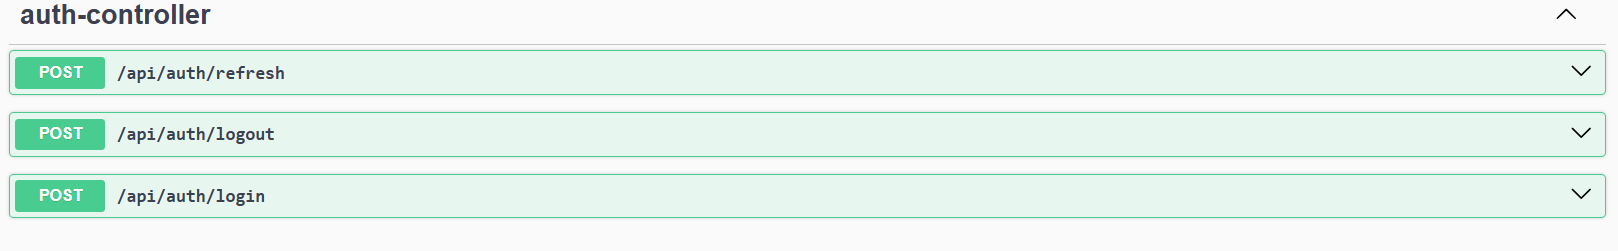 auth-controller
POST /api/auth/refresh
POST /api/auth/logout
POST /api/auth/login